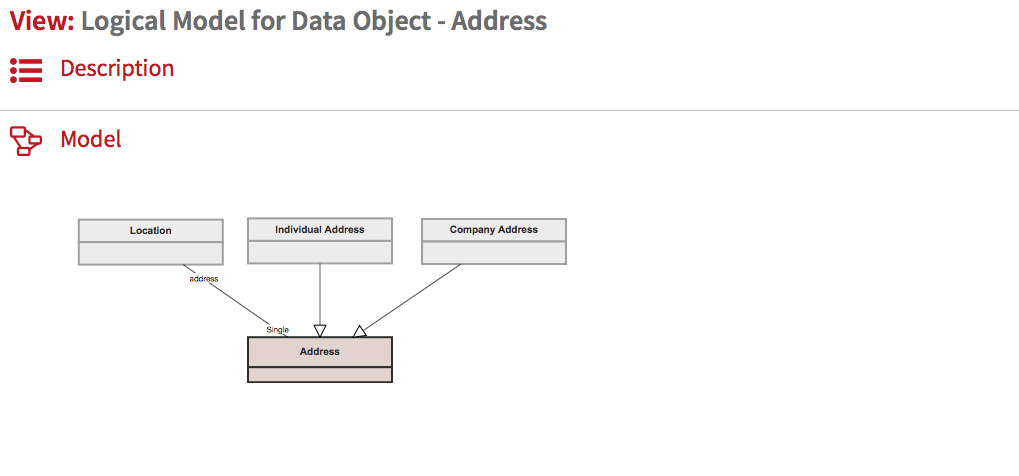 View: Logical Model for Data Object - Address
Description
Model
Location
Individual Address
Company Address
address
Single
Address